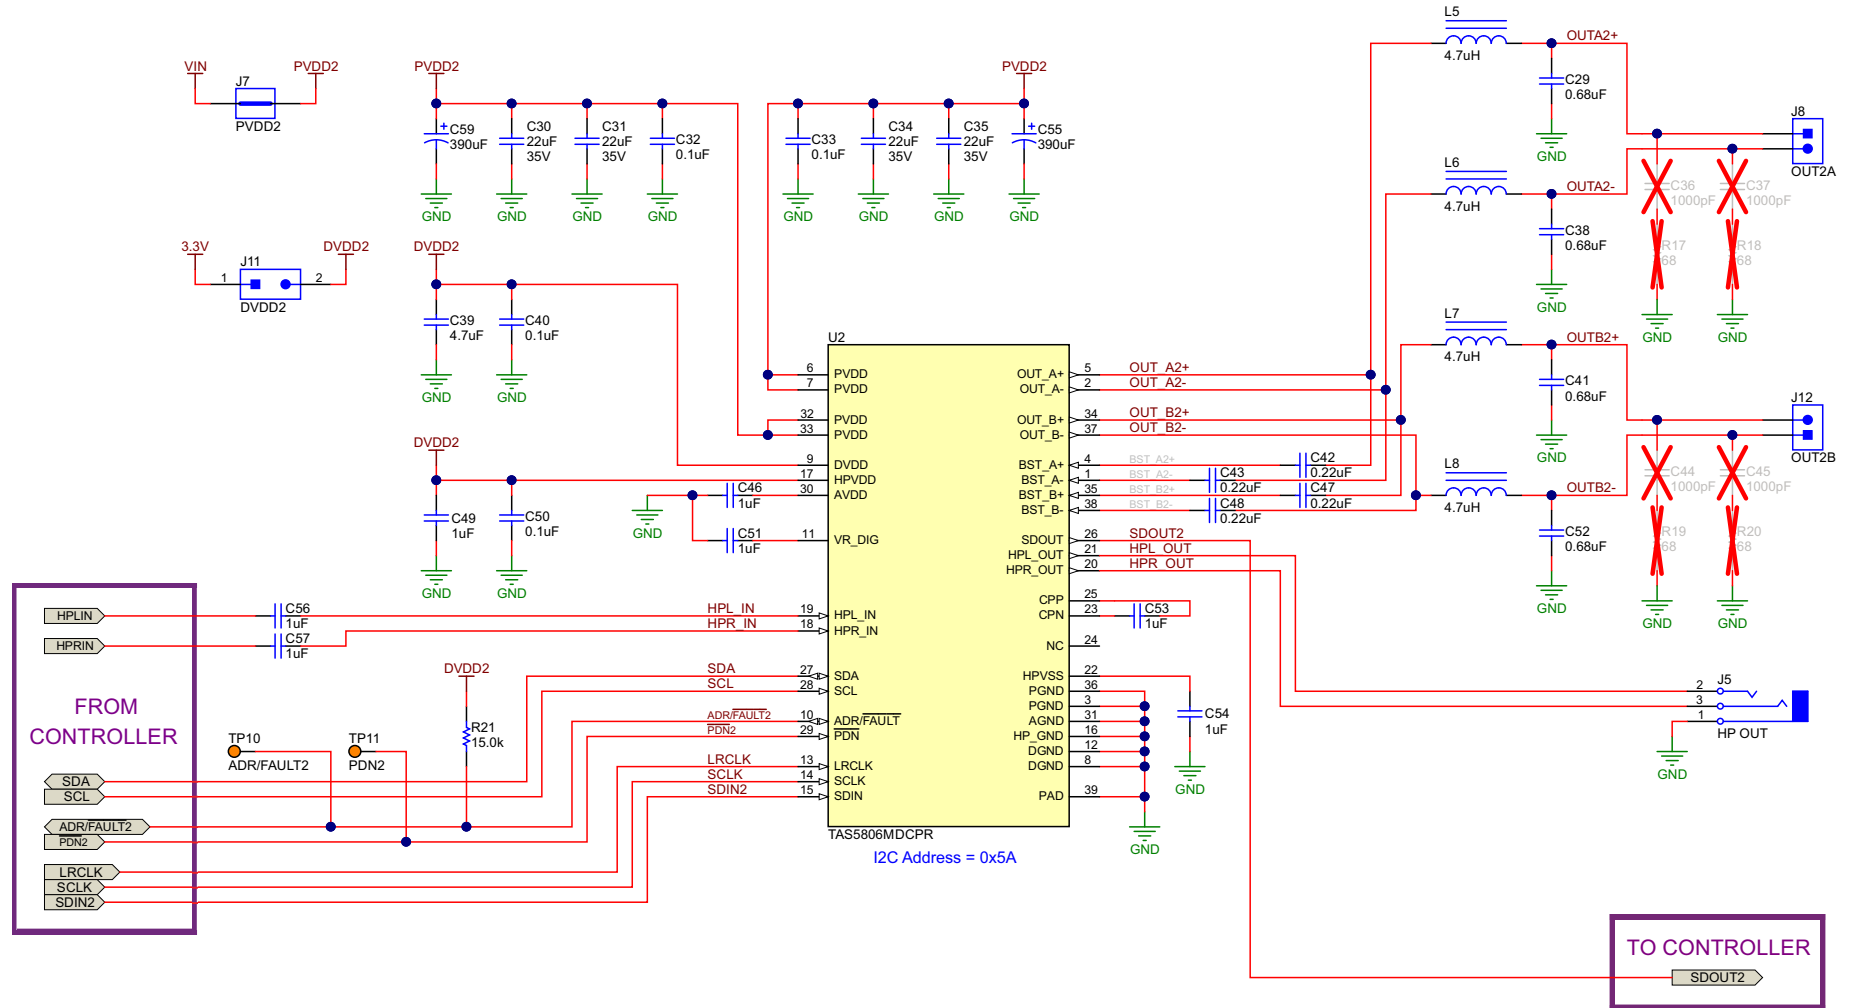 VIN
J7
PVDD2
PVDD2
3.3V
J11
DVDD2
1
2
DVDD2
PVDD2
C59
390uF
C30
22uF
35V
C31
22uF
35V
C32
0.1uF
GND
GND
GND
GND
PVDD2
C33
0.1uF
C34
22uF
35V
C35
22uF
35V
C55
390uF
GND
GND
GND
GND
DVDD2
C39
4.7uF
C40
0.1uF
GND
GND
DVDD2
C49
1uF
C50
0.1uF
GND
GND
GND
C46
1uF
C51
1uF
U2
6 PVDD
7 PVDD
32 PVDD
33 PVDD
9 DVDD
17 HPVDD
30 AVDD
11 VR_DIG
HPL_IN 19 HPL_IN
HPR_IN 18 HPR_IN
SDA 27 SDA
SCL 28 SCL
ADR/FAULT2 10 ADR/FAULT
PDN2 29 PDN
LRCLK 13 LRCLK
SCLK 14 SCLK
SDIN2 15 SDIN
OUT_A+ 5 OUT_A2+
OUT_A- 2 OUT_A2-
OUT_B+ 34 OUT_B2+
OUT_B- 37 OUT_B2-
BST_A+ 4 BST_A2+
BST_A- 1 BST_A2-
BST_B+ 35 BST_B2+
BST_B- 38 BST_B2-
SDOUT 26 SDOUT2
HPL_OUT 21 HPL_OUT
HPR_OUT 20 HPR_OUT
CPP 25
CPN 23
NC 24
HPVSS 22
PGND 36
PGND 3
AGND 31
HP_GND 16
DGND 12
DGND 8
PAD 39
TAS5806MDCPR
I2C Address = 0x5A
C42
0.22uF
C43
0.22uF
C47
0.22uF
C48
0.22uF
C53
1uF
C54
1uF
GND
GND
L5
4.7uH
OUTA2+
C29
0.68uF
GND
L6
4.7uH
OUTA2-
C38
0.68uF
GND
L7
4.7uH
OUTB2+
C41
0.68uF
GND
L8
4.7uH
OUTB2-
C52
0.68uF
GND
J8
OUT2A
C36
1000pF
C37
1000pF
R17
68
R18
68
GND
GND
J12
OUT2B
C44
1000pF
C45
1000pF
R19
68
R20
68
GND
GND
J5
2
3
1
HP OUT
GND
HPLIN
HPRIN
C56
1uF
C57
1uF
FROM
CONTROLLER
DVDD2
R21
15.0k
TP10
ADR/FAULT2
TP11
PDN2
SDA
SCL
ADR/FAULT2
PDN2
LRCLK
SCLK
SDIN2
TO CONTROLLER
SDOUT2